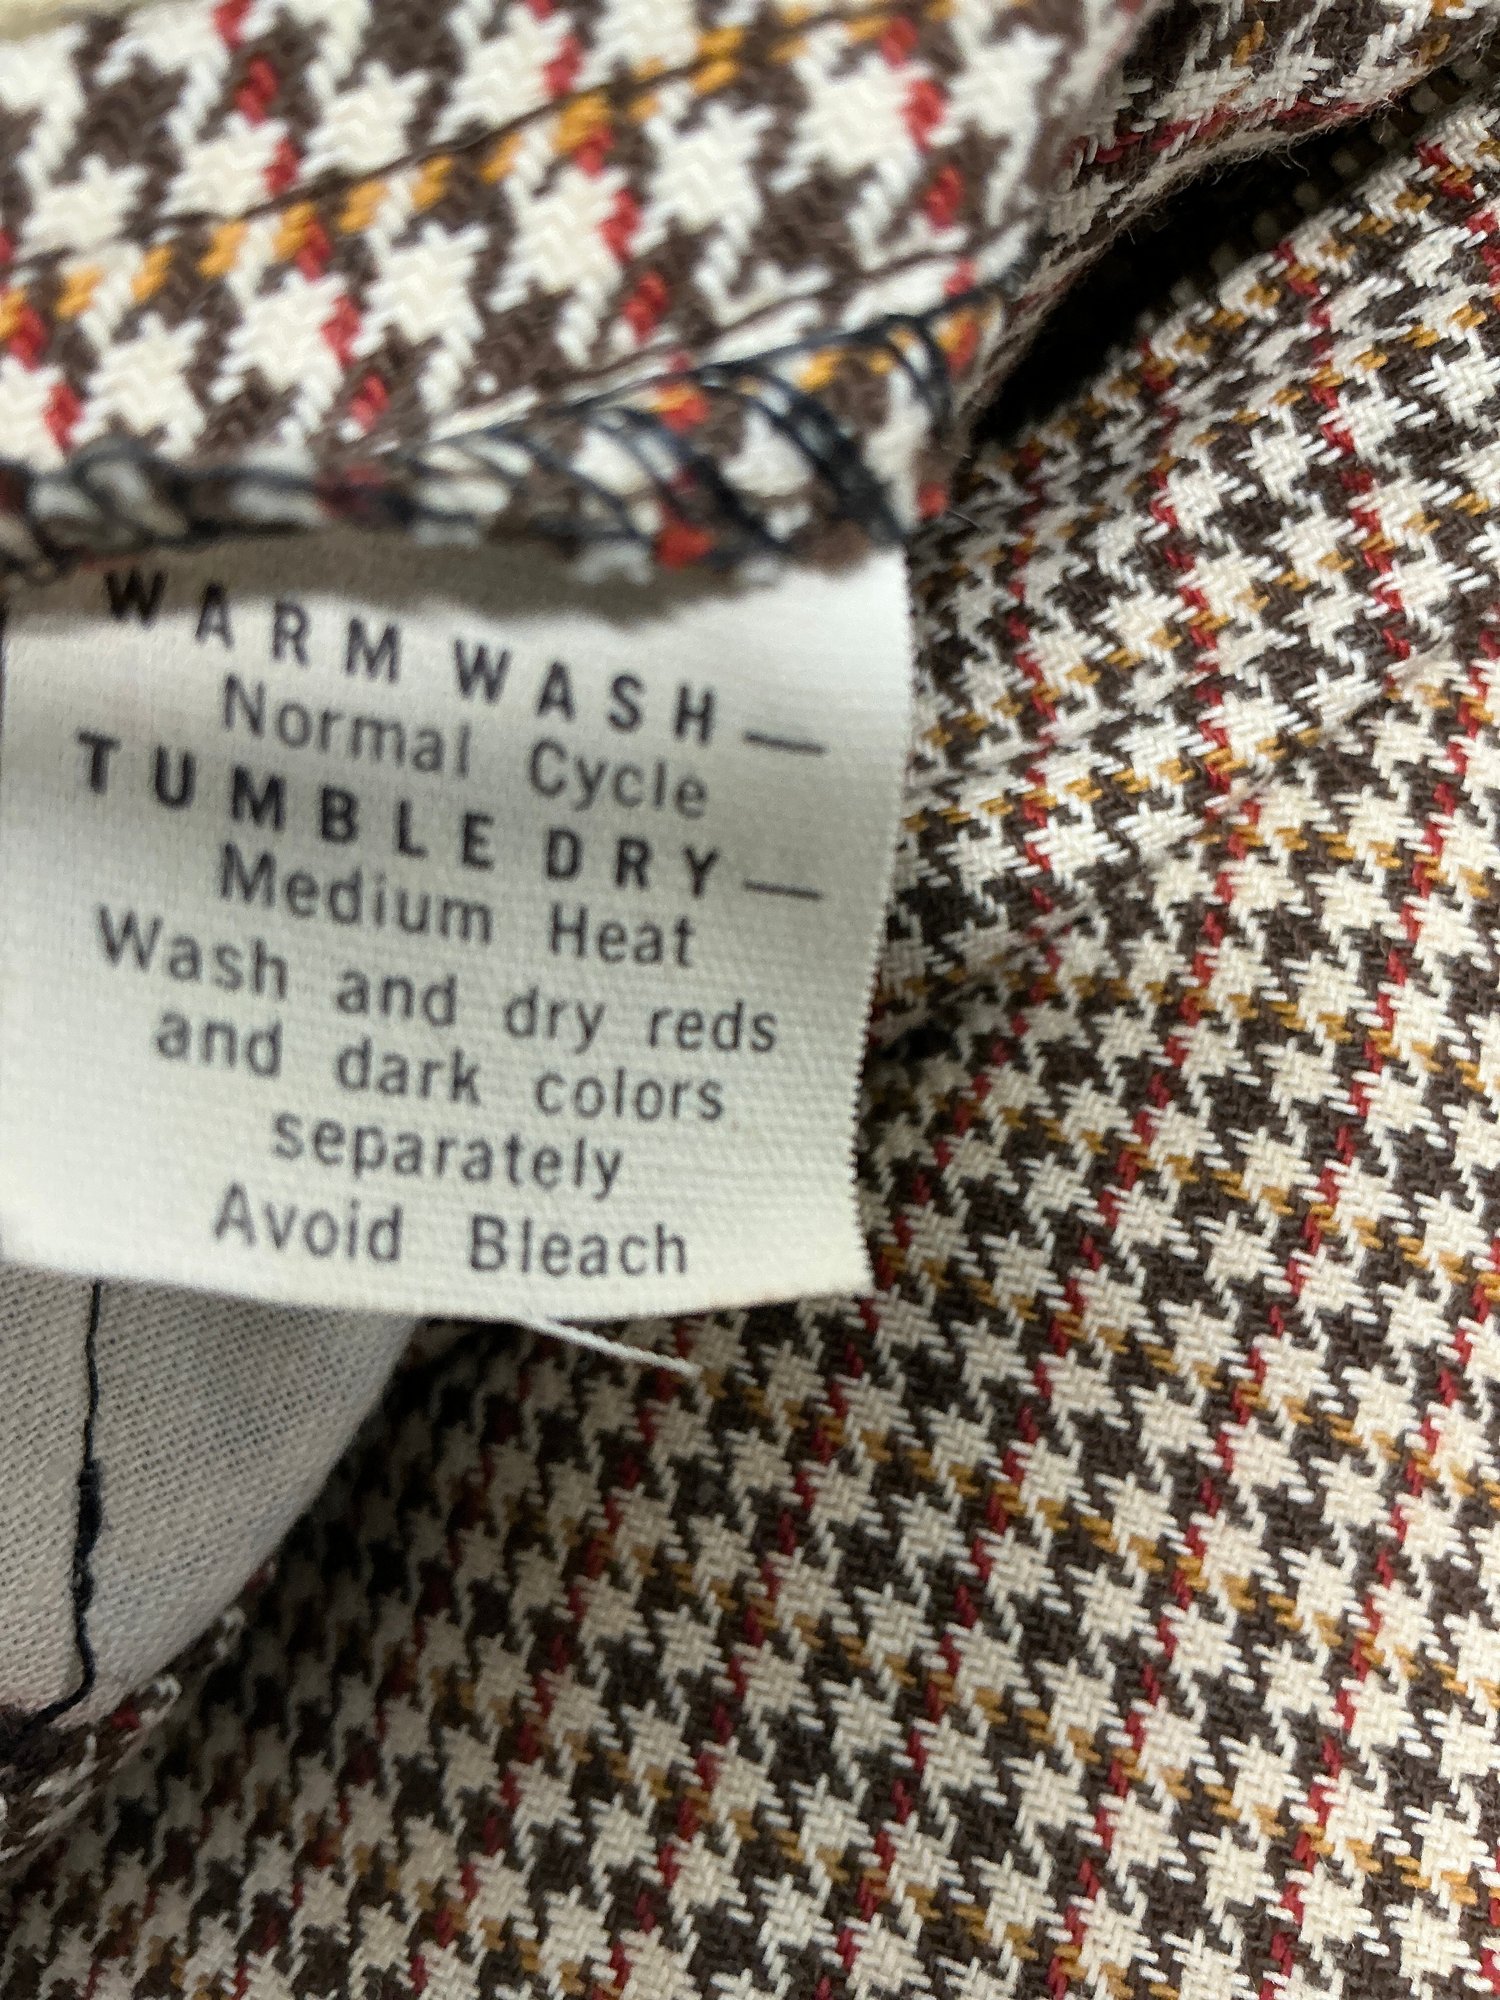 WARM WASH —
Normal Cycle
TUMBLE DRY —
Medium Heat
Wash and dry reds
and dark colors
separately
Avoid Bleach